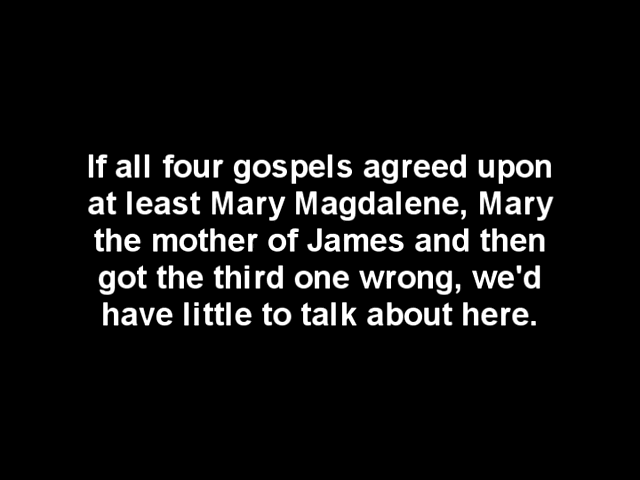 If all four gospels agreed upon
at least Mary Magdalene, Mary
the mother of James and then
got the third one wrong, we'd
have little to talk about here.